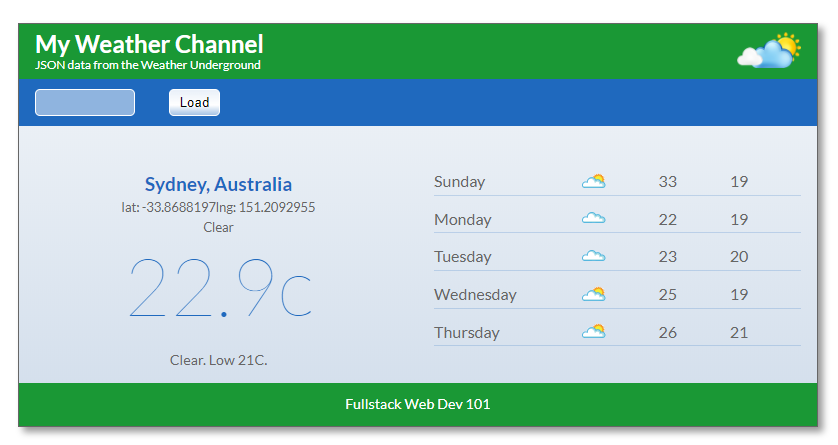 My Weather Channel
JSON data from the Weather Underground
Load
Sydney, Australia
lat: -33.8688197lng: 151.2092955
Clear
22.9c
Clear. Low 21C.
Sunday 33 19
Monday 22 19
Tuesday 23 20
Wednesday 25 19
Thursday 26 21
Fullstack Web Dev 101